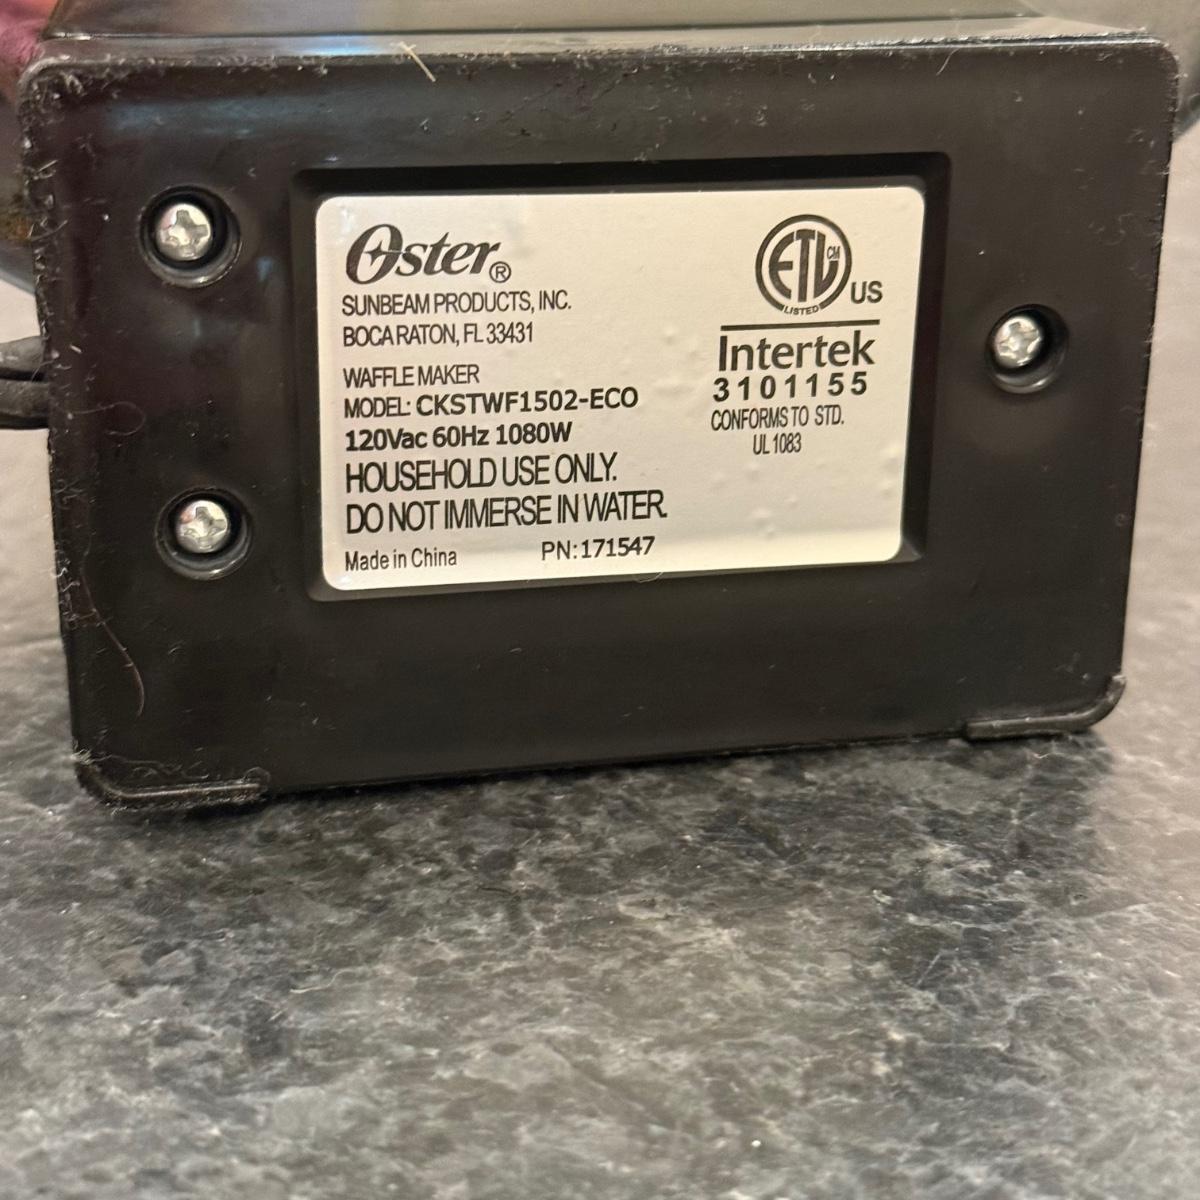 Oster®
SUNBEAM PRODUCTS, INC.
BOCA RATON, FL 33431
WAFFLE MAKER
MODEL: CKSTWF1502-ECO
120Vac 60Hz 1080W
HOUSEHOLD USE ONLY.
DO NOT IMMERSE IN WATER.
Made in China PN:171547
ETL CM
LISTED
US
Intertek
3101155
CONFORMS TO STD.
UL 1083